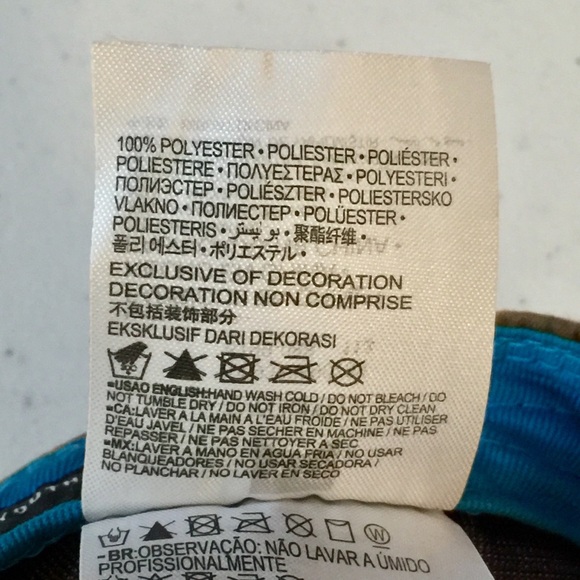 100% POLYESTER • POLIESTER • POLIÉSTER •
POLIESTERE • ΠΟΛΥΕΣΤΕΡΑΣ • POLYESTERI •
ПОЛИЭСТЕР • POLIÉSZTER • POLIESTERSKO
VLAKNO • ПОЛИЕСТЕР • POLÜESTER •
POLIESTERIS • بوليستر • 聚酯纤维 •
폴리에스터 • ポリエステル •
EXCLUSIVE OF DECORATION
DECORATION NON COMPRISE
不包括装饰部分
EKSKLUSIF DARI DEKORASI
USAO ENGLISH:HAND WASH COLD / DO NOT BLEACH / DO
NOT TUMBLE DRY / DO NOT IRON / DO NOT DRY CLEAN
CA:LAVER A LA MAIN A L'EAU FROIDE / NE PAS UTILISER
D'EAU JAVEL / NE PAS SECHER EN MACHINE / NE PAS
REPASSER / NE PAS NETTOYER A SEC
MX:LAVER A MANO EN AGUA FRIA / NO USAR
BLANQUEADORES / NO USAR SECADORA /
NO PLANCHAR / NO LAVER EN SECO
W
- BR:OBSERVAÇÃO: NÃO LAVAR A ÚMIDO
PROFISSIONALMENTE